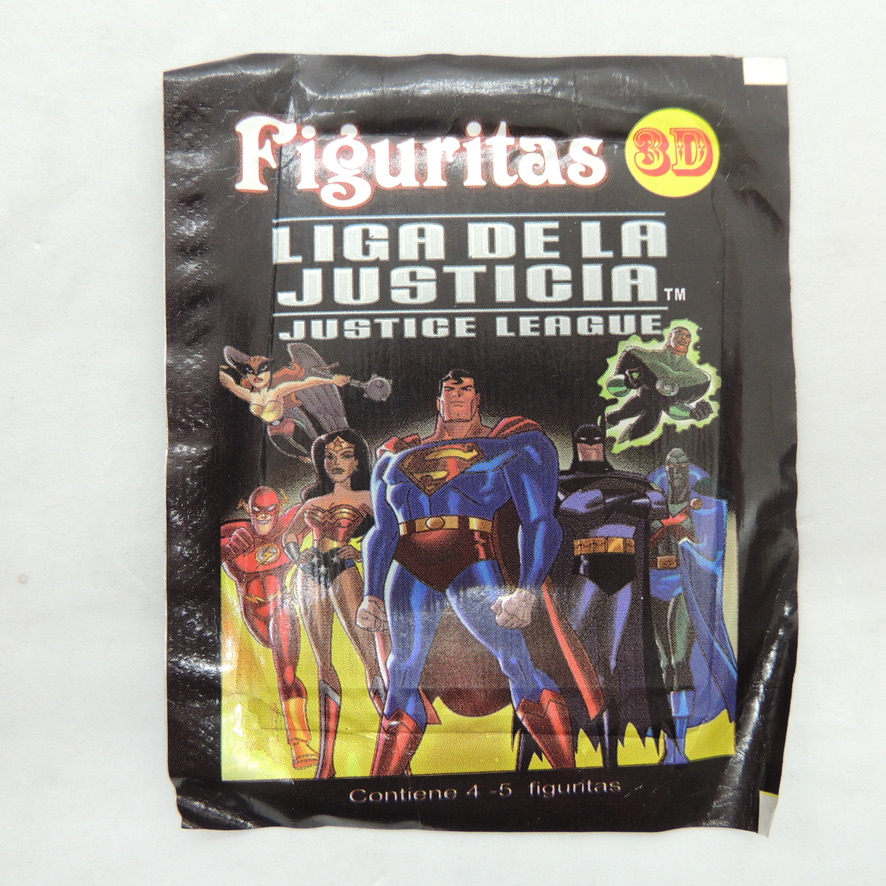 Figuritas 3D
LIGA DE LA
JUSTICIA TM
JUSTICE LEAGUE
Contiene 4 -5 figuritas